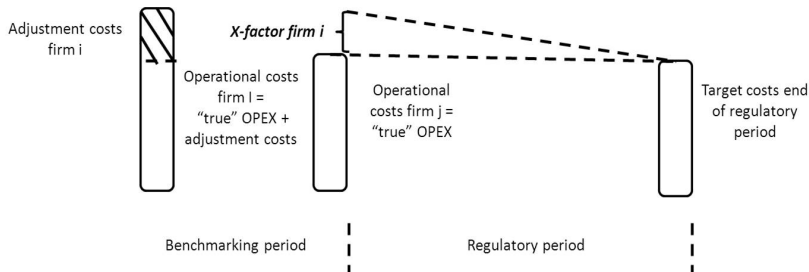 Adjustment costs
firm i
X-factor firm i
Operational costs
firm I =
"true" OPEX +
adjustment costs
Operational
costs firm j =
"true" OPEX
Target costs end
of regulatory
period
Benchmarking period
Regulatory period